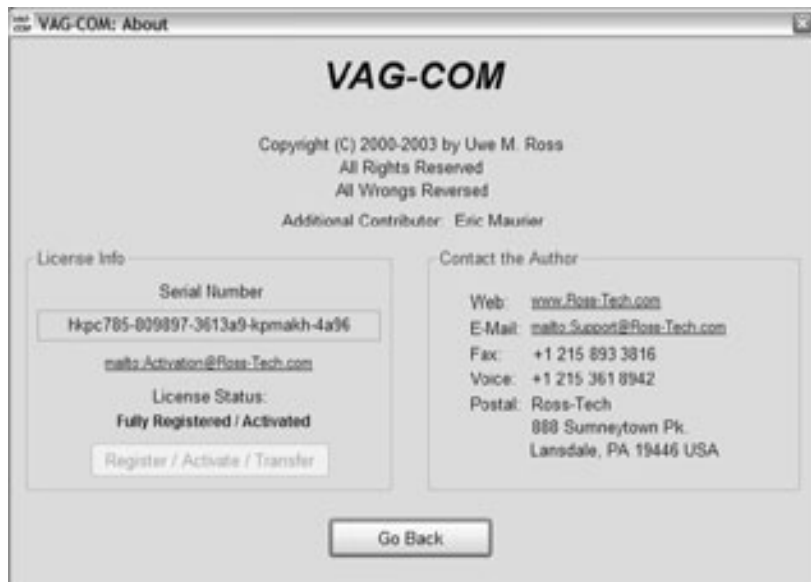 VAG-COM: About
VAG-COM
Copyright (C) 2000-2003 by Uwe M. Ross
All Rights Reserved
All Wrongs Reversed
Additional Contributor: Eric Maurier
License Info
Serial Number
hkpc785-809897-3613a9-kpmakh-4a96
mailto:Activation@Ross-Tech.com
License Status:
Fully Registered / Activated
Register / Activate / Transfer
Contact the Author
Web: www.Ross-Tech.com
E-Mail: mailto:Support@Ross-Tech.com
Fax: +1 215 893 3816
Voice: +1 215 361 8942
Postal: Ross-Tech
888 Sumneytown Pk.
Lansdale, PA 19446 USA
Go Back